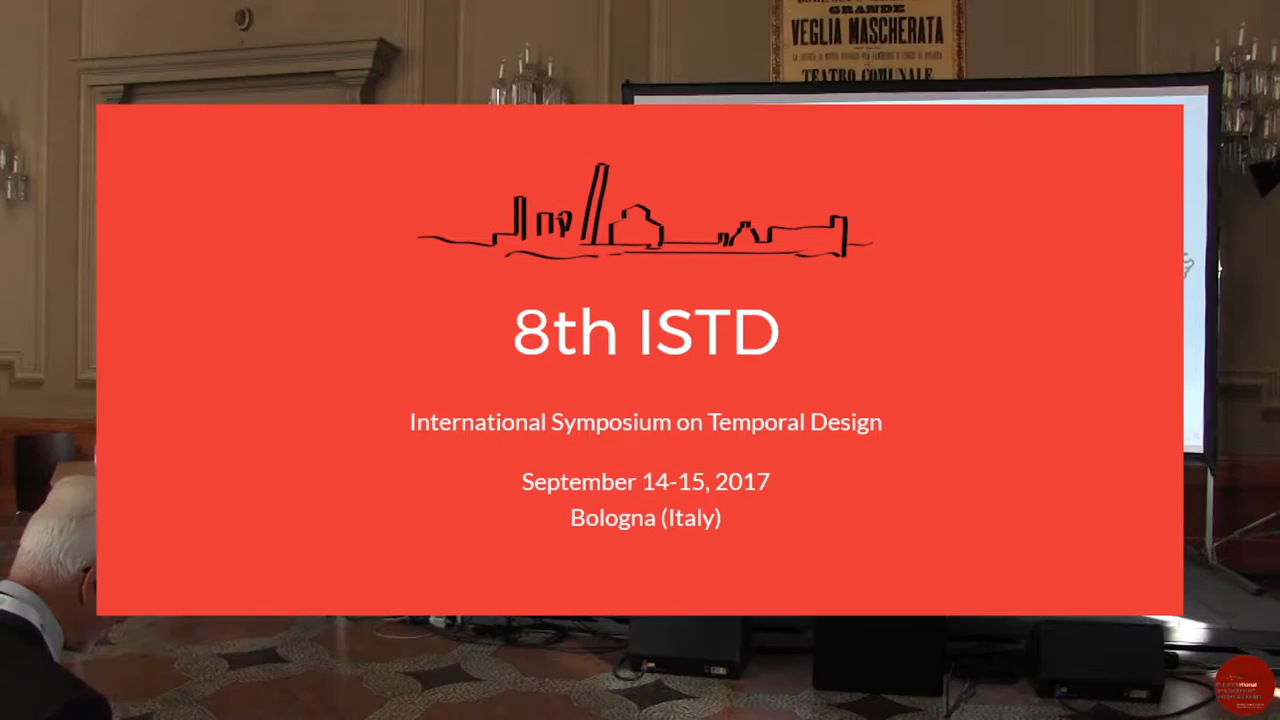 GRANDE
VEGLIA MASCHERATA
TEATRO COMUNALE
8th ISTD
International Symposium on Temporal Design
September 14-15, 2017
Bologna (Italy)